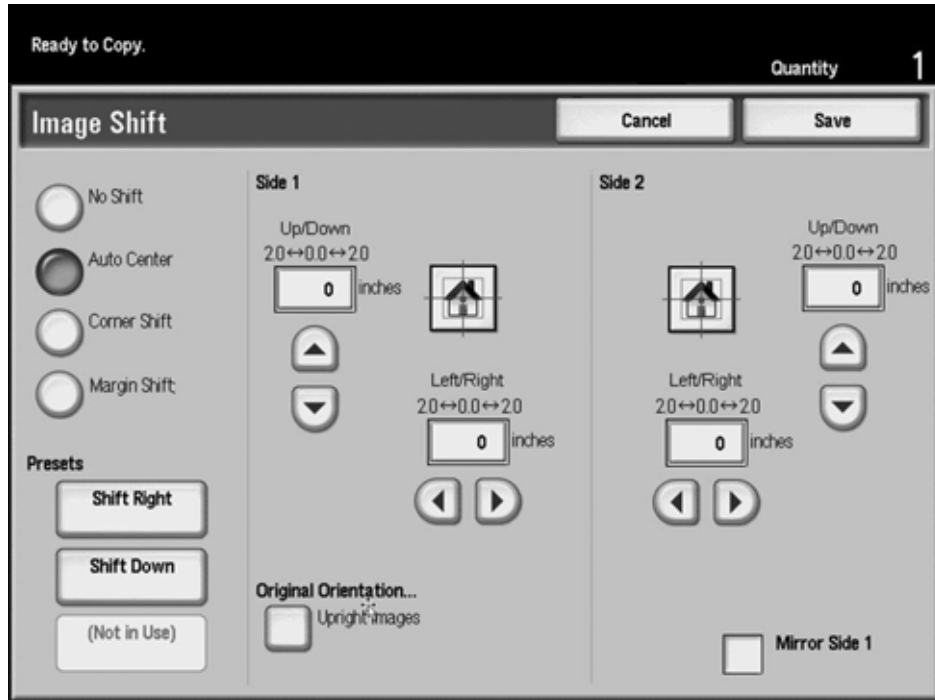 Ready to Copy.
Quantity 1
Image Shift
Cancel
Save
No Shift
Auto Center
Corner Shift
Margin Shift;
Presets
Shift Right
Shift Down
(Not in Use)
Side 1
Up/Down
2.0↔0.0↔2.0
0 inches
Left/Right
2.0↔0.0↔2.0
0 inches
Original Orientation...
Upright Images
Side 2
Up/Down
2.0↔0.0↔2.0
0 inches
Left/Right
2.0↔0.0↔2.0
0 inches
Mirror Side 1